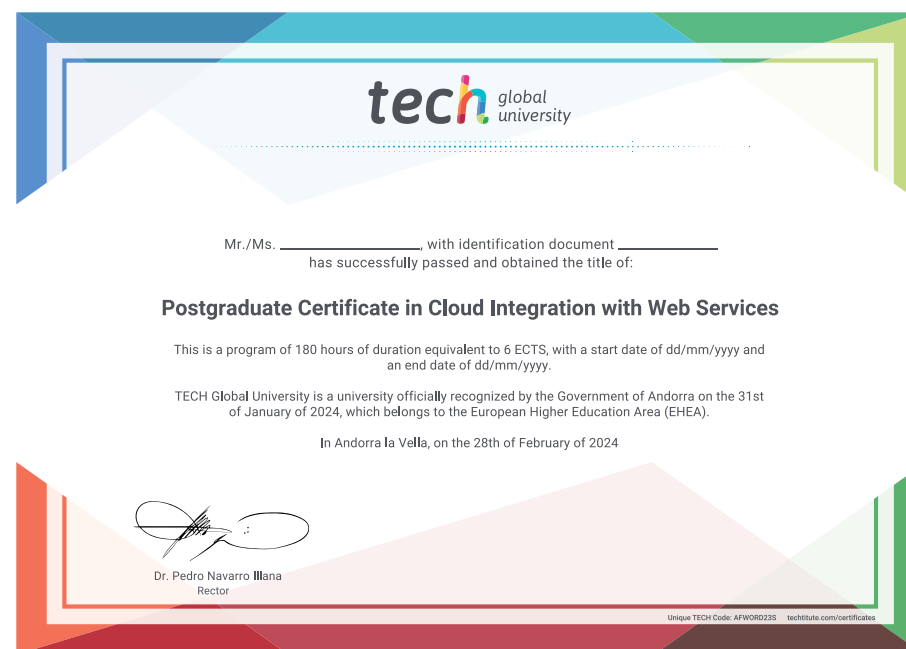 tech global university
Mr./Ms. ____________, with identification document ____________
has successfully passed and obtained the title of:
Postgraduate Certificate in Cloud Integration with Web Services
This is a program of 180 hours of duration equivalent to 6 ECTS, with a start date of dd/mm/yyyy and
an end date of dd/mm/yyyy.
TECH Global University is a university officially recognized by the Government of Andorra on the 31st
of January of 2024, which belongs to the European Higher Education Area (EHEA).
In Andorra la Vella, on the 28th of February of 2024
Dr. Pedro Navarro Illana
Rector
Unique TECH Code: AFWORD23S techtitute.com/certificates